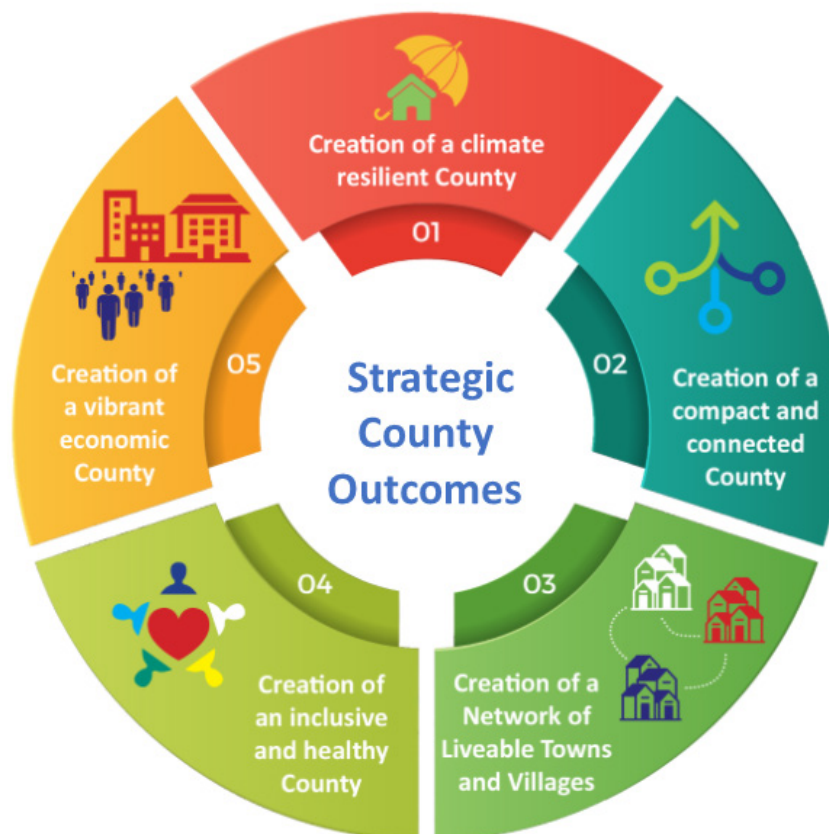 Strategic
County
Outcomes
Creation of a climate
resilient County
01
Creation of a
compact and
connected
County
02
Creation of a
Network of
Liveable Towns
and Villages
03
Creation of
an inclusive
and healthy
County
04
Creation of
a vibrant
economic
County
05